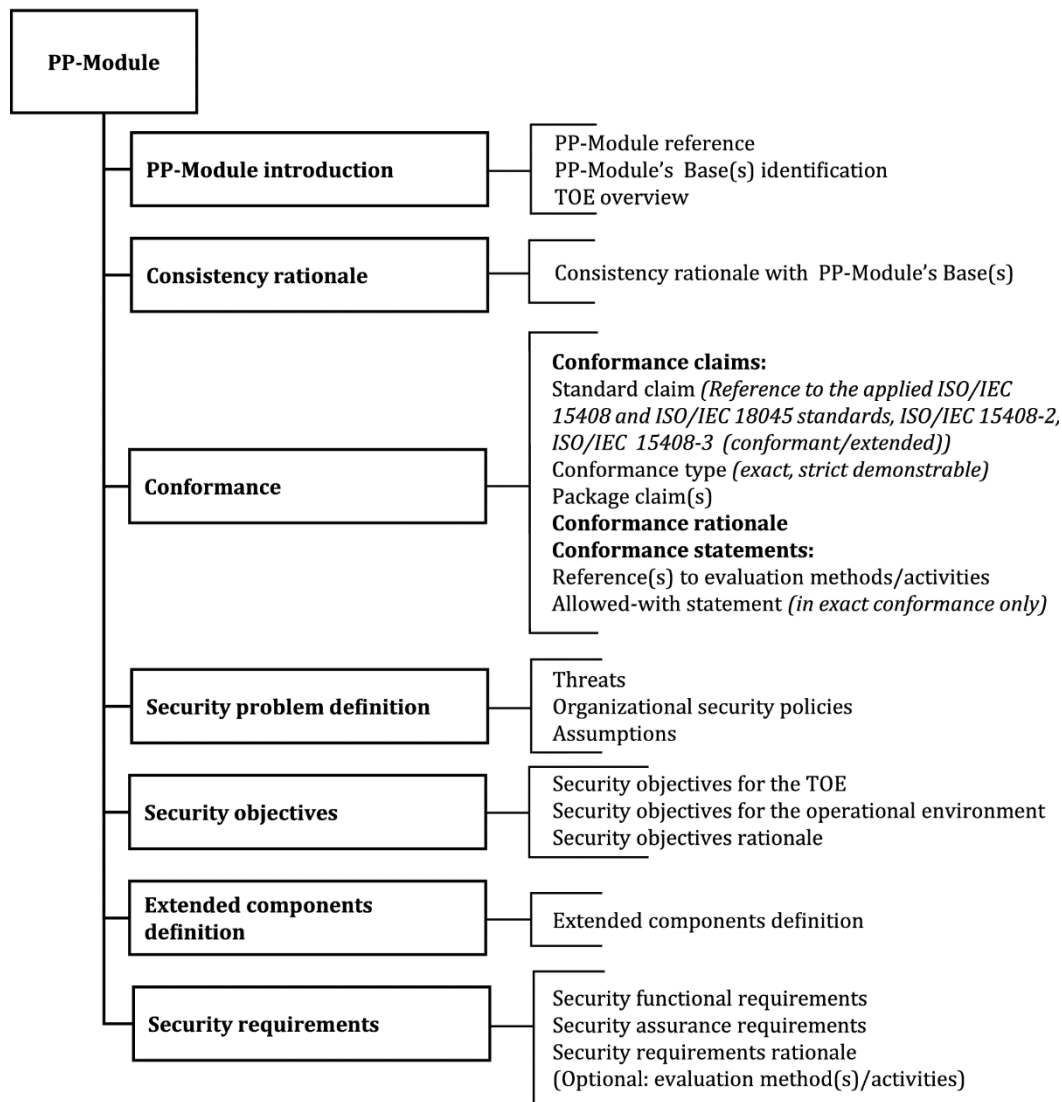 PP-Module
PP-Module introduction
PP-Module reference
PP-Module’s Base(s) identification
TOE overview
Consistency rationale
Consistency rationale with PP-Module’s Base(s)
Conformance
Conformance claims:
Standard claim (Reference to the applied ISO/IEC
15408 and ISO/IEC 18045 standards, ISO/IEC 15408-2,
ISO/IEC 15408-3 (conformant/extended))
Conformance type (exact, strict demonstrable)
Package claim(s)
Conformance rationale
Conformance statements:
Reference(s) to evaluation methods/activities
Allowed-with statement (in exact conformance only)
Security problem definition
Threats
Organizational security policies
Assumptions
Security objectives
Security objectives for the TOE
Security objectives for the operational environment
Security objectives rationale
Extended components
definition
Extended components definition
Security requirements
Security functional requirements
Security assurance requirements
Security requirements rationale
(Optional: evaluation method(s)/activities)